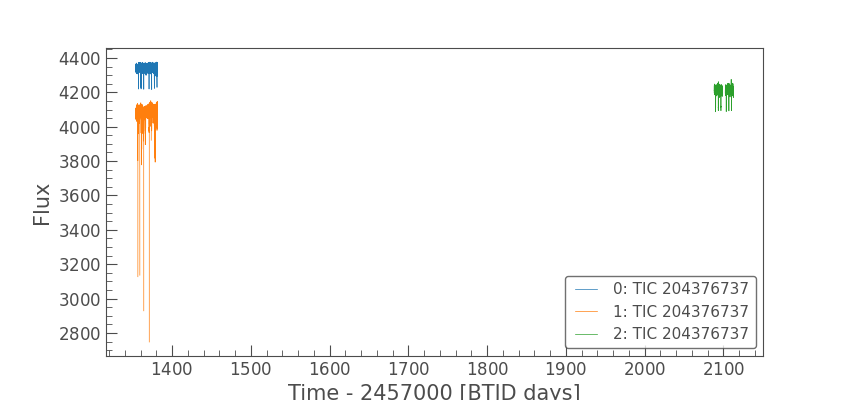 4400
4200
4000
3800
3600
3400
3200
3000
2800
Flux
0: TIC 204376737
1: TIC 204376737
2: TIC 204376737
1400 1500 1600 1700 1800 1900 2000 2100
Time - 2457000 [BTJD days]